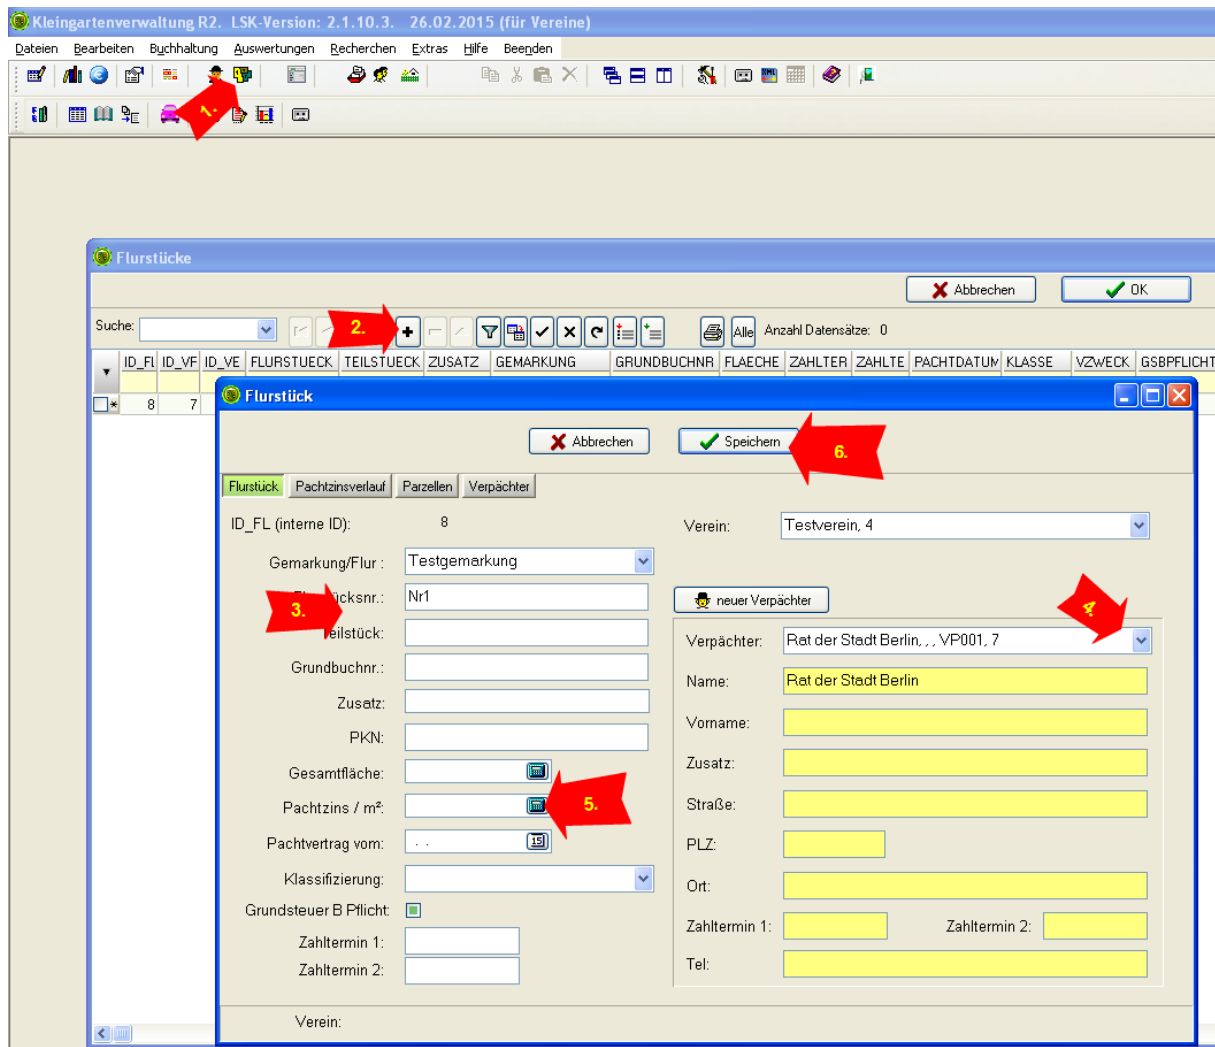 Kleingartenverwaltung R2. LSK-Version: 2.1.10.3. 26.02.2015 (für Vereine)
Dateien Bearbeiten Buchhaltung Auswertungen Recherchen Extras Hilfe Beenden
1.
Flurstücke
Abbrechen OK
Suche: 2. Alle Anzahl Datensätze: 0
ID_FL ID_VF ID_VE FLURSTUECK TEILSTUECK ZUSATZ GEMARKUNG GRUNDBUCHNR FLAECHE ZAHLTER ZAHLTE PACHTDATUM KLASSE VZWECK GSBPFLICHT
8 7
Flurstück
Abbrechen Speichern 6.
Flurstück Pachtzinsverlauf Parzellen Verpächter
ID_FL (interne ID): 8 Verein: Testverein, 4
Gemarkung/Flur : Testgemarkung
3. ücksnr.: Nr1 neuer Verpächter 4.
eilstück: Verpächter: Rat der Stadt Berlin, , , VP001, 7
Grundbuchnr.: Name: Rat der Stadt Berlin
Zusatz: Vorname:
PKN: Zusatz:
Gesamtfläche:
Pachtzins / m²: 5. Straße:
Pachtvertrag vom: . . 15 PLZ:
Klassifizierung: Ort:
Grundsteuer B Pflicht:
Zahltermin 1: Zahltermin 1: Zahltermin 2:
Zahltermin 2: Tel:
Verein: